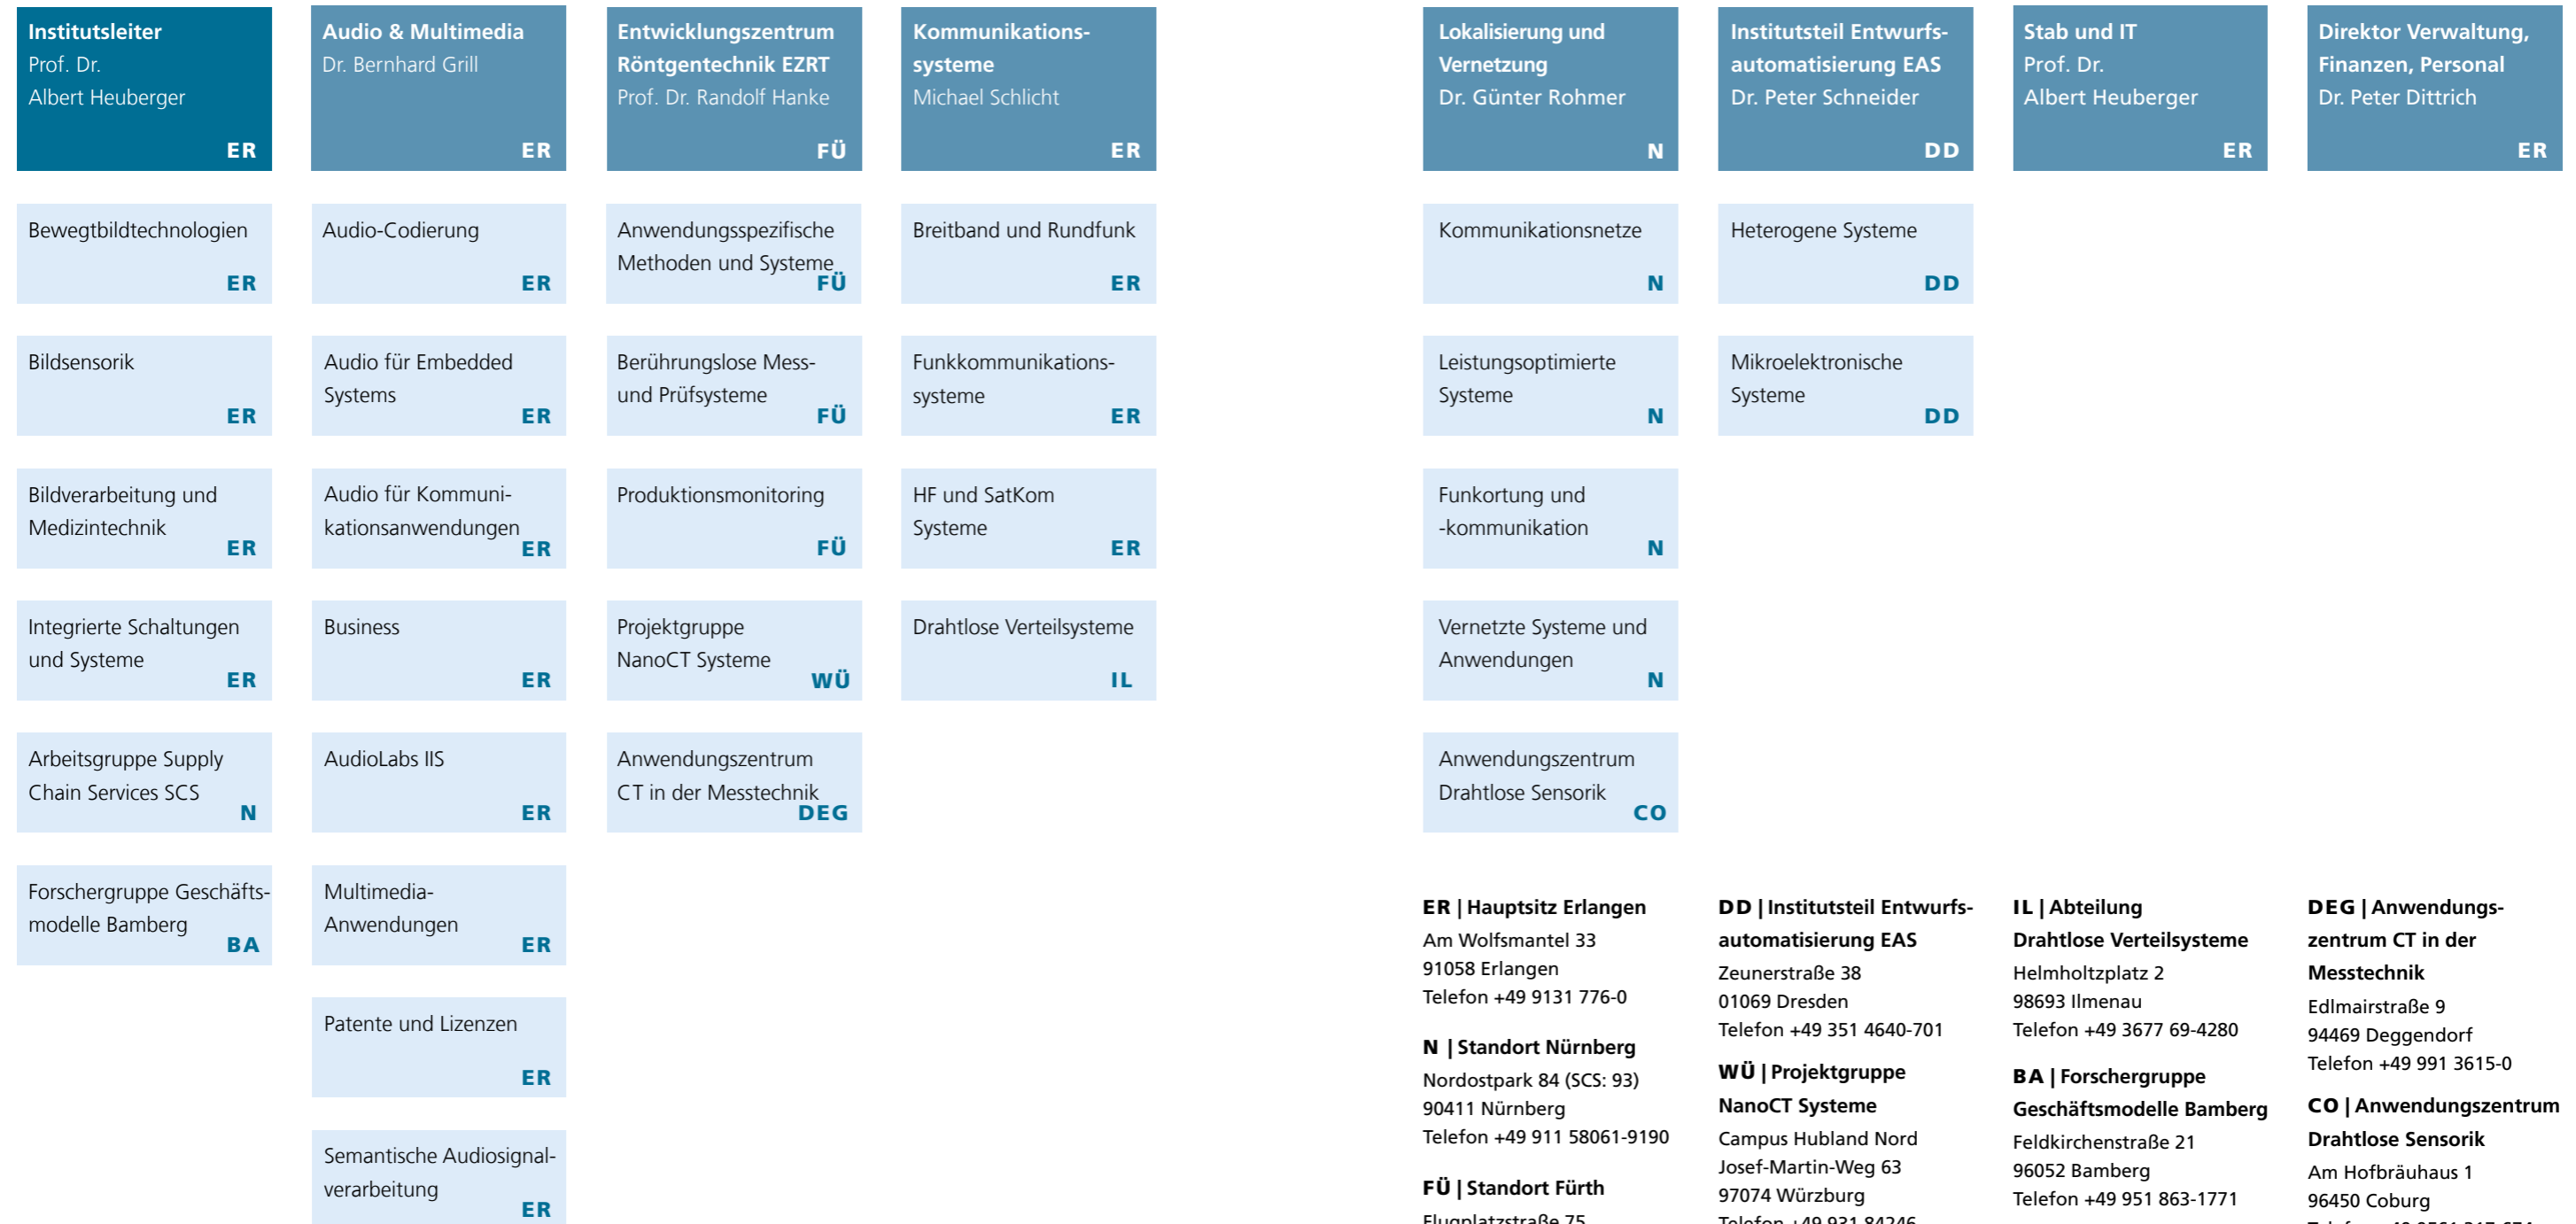 Institutsleiter
Prof. Dr.
Albert Heuberger
ER
Bewegtbildtechnologien
ER
Bildsensorik
ER
Bildverarbeitung und
Medizintechnik
ER
Integrierte Schaltungen
und Systeme
ER
Arbeitsgruppe Supply
Chain Services SCS
N
Forschergruppe Geschäfts-
modelle Bamberg
BA
Audio & Multimedia
Dr. Bernhard Grill
ER
Audio-Codierung
ER
Audio für Embedded
Systems
ER
Audio für Kommuni-
kationsanwendungen
ER
Business
ER
AudioLabs IIS
ER
Multimedia-
Anwendungen
ER
Patente und Lizenzen
ER
Semantische Audiosignal-
verarbeitung
ER
Entwicklungszentrum
Röntgentechnik EZRT
Prof. Dr. Randolf Hanke
FÜ
Anwendungsspezifische
Methoden und Systeme
FÜ
Berührungslose Mess-
und Prüfsysteme
FÜ
Produktionsmonitoring
FÜ
Projektgruppe
NanoCT Systeme
WÜ
Anwendungszentrum
CT in der Messtechnik
DEG
Kommunikations-
systeme
Michael Schlicht
ER
Breitband und Rundfunk
ER
Funkkommunikations-
systeme
ER
HF und SatKom
Systeme
ER
Drahtlose Verteilsysteme
IL
Lokalisierung und
Vernetzung
Dr. Günter Rohmer
N
Kommunikationsnetze
N
Leistungsoptimierte
Systeme
N
Funkortung und
-kommunikation
N
Vernetzte Systeme und
Anwendungen
N
Anwendungszentrum
Drahtlose Sensorik
CO
Institutsteil Entwurfs-
automatisierung EAS
Dr. Peter Schneider
DD
Heterogene Systeme
DD
Mikroelektronische
Systeme
DD
Stab und IT
Prof. Dr.
Albert Heuberger
ER
Direktor Verwaltung,
Finanzen, Personal
Dr. Peter Dittrich
ER
ER | Hauptsitz Erlangen
Am Wolfsmantel 33
91058 Erlangen
Telefon +49 9131 776-0
N | Standort Nürnberg
Nordostpark 84 (SCS: 93)
90411 Nürnberg
Telefon +49 911 58061-9190
FÜ | Standort Fürth
Flugplatzstraße 75
DD | Institutsteil Entwurfs-
automatisierung EAS
Zeunerstraße 38
01069 Dresden
Telefon +49 351 4640-701
WÜ | Projektgruppe
NanoCT Systeme
Campus Hubland Nord
Josef-Martin-Weg 63
97074 Würzburg
Telefon +49 931 84246
IL | Abteilung
Drahtlose Verteilsysteme
Helmholtzplatz 2
98693 Ilmenau
Telefon +49 3677 69-4280
BA | Forschergruppe
Geschäftsmodelle Bamberg
Feldkirchenstraße 21
96052 Bamberg
Telefon +49 951 863-1771
DEG | Anwendungs-
zentrum CT in der
Messtechnik
Edlmairstraße 9
94469 Deggendorf
Telefon +49 991 3615-0
CO | Anwendungszentrum
Drahtlose Sensorik
Am Hofbräuhaus 1
96450 Coburg